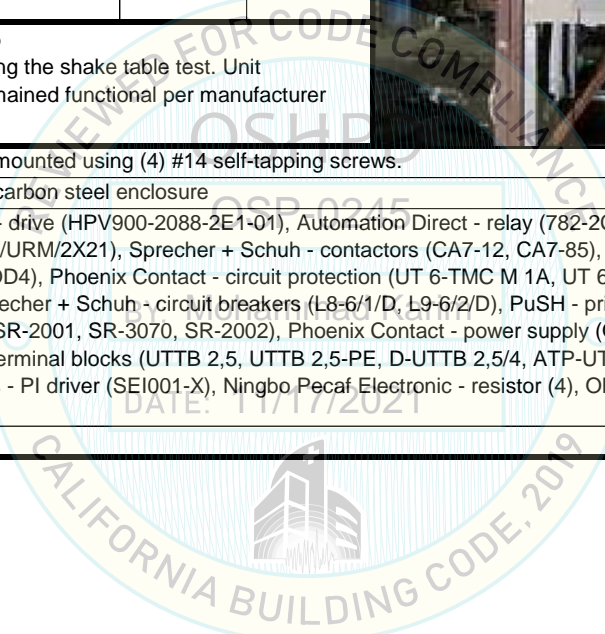 ng the shake table test. Unit
nained functional per manufacturer
mounted using (4) #14 self-tapping screws.
carbon steel enclosure
- drive (HPV900-2088-2E1-01), Automation Direct - relay (782-2C
/URM/2X21), Sprecher + Schuh - contactors (CA7-12, CA7-85),
DD4), Phoenix Contact - circuit protection (UT 6-TMC M 1A, UT 6
echer + Schuh - circuit breakers (L8-6/1/D, L9-6/2/D), PuSH - pri
SR-2001, SR-3070, SR-2002), Phoenix Contact - power supply (
erminal blocks (UTTB 2,5, UTTB 2,5-PE, D-UTTB 2,5/4, ATP-UT
- PI driver (SEI001-X), Ningbo Pecaf Electronic - resistor (4), O
REVIEWED FOR CODE COMPLIANCE
OSHPD
OSP-0245
BY: Mohammad Karim
DATE: 11/17/2021
CALIFORNIA BUILDING CODE, 2019